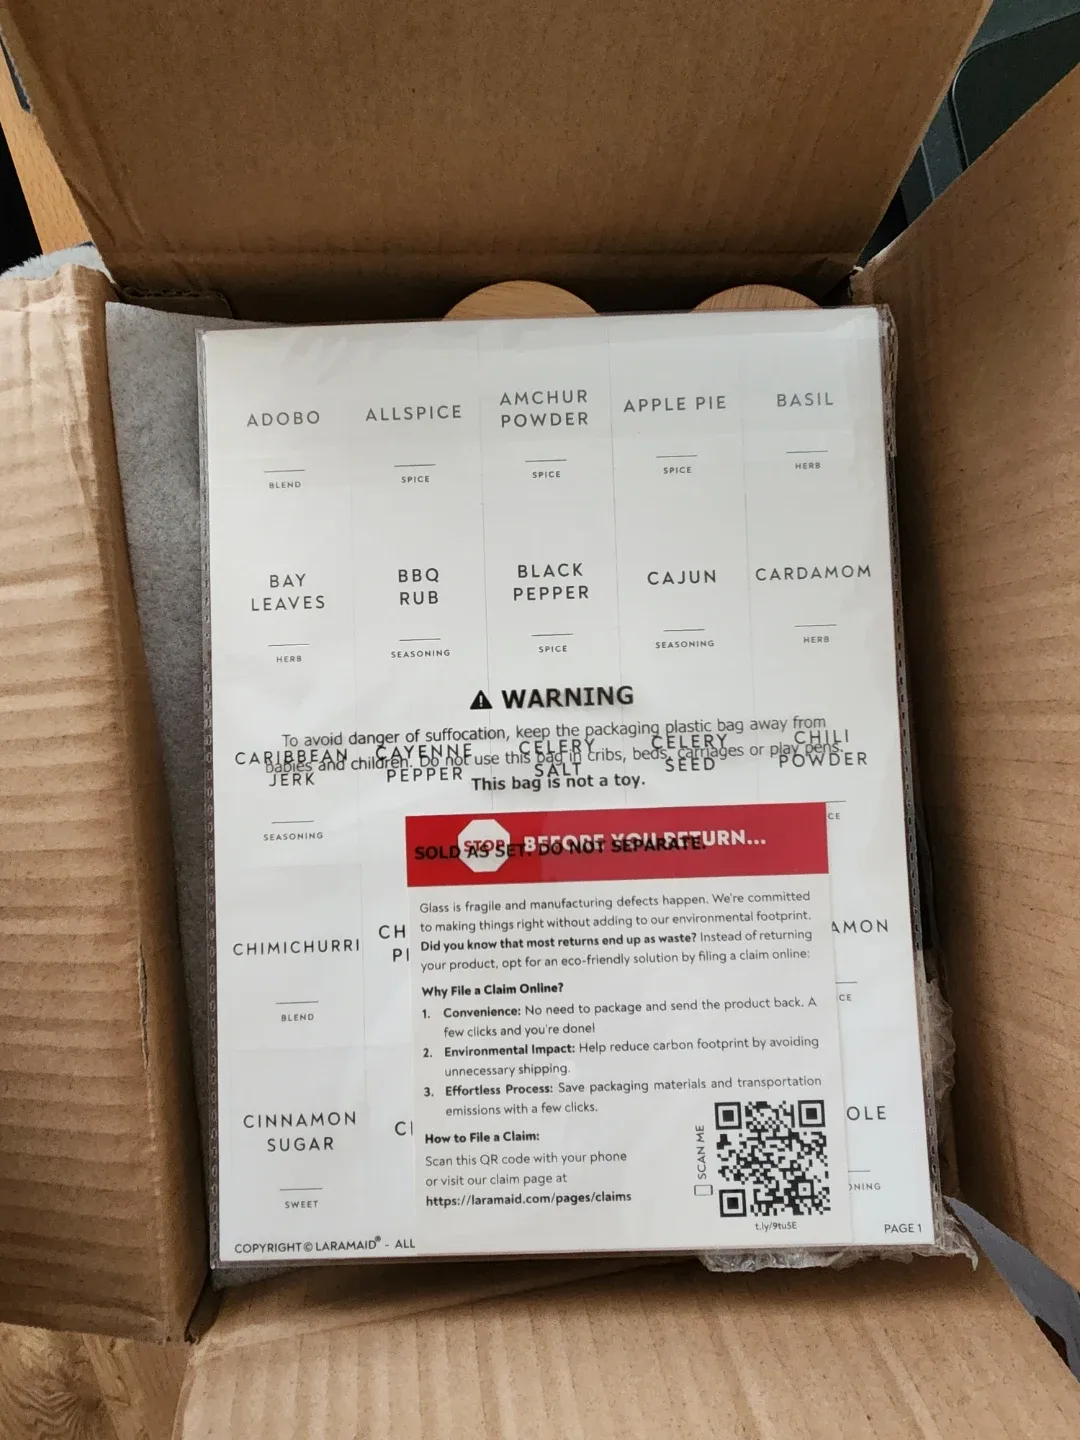 ADOBO
BLEND
ALLSPICE
SPICE
AMCHUR
POWDER
SPICE
APPLE PIE
SPICE
BASIL
HERB
BAY
LEAVES
HERB
BBQ
RUB
SEASONING
BLACK
PEPPER
SPICE
CAJUN
SEASONING
CARDAMOM
HERB
⚠ WARNING
To avoid danger of suffocation, keep the packaging plastic bag away from
babies and children. Do not use this bag in cribs, beds, carriages or play pens.
This bag is not a toy.
CARIBBEAN
JERK
SEASONING
CAYENNE
PEPPER
CELERY
SALT
CELERY
SEED
CHILI
POWDER
CE
SOLD AS SET. DO NOT SEPARATE.
STOP
BEFORE YOU RETURN...
Glass is fragile and manufacturing defects happen. We're committed
to making things right without adding to our environmental footprint.
Did you know that most returns end up as waste? Instead of returning
your product, opt for an eco-friendly solution by filing a claim online:
Why File a Claim Online?
1. Convenience: No need to package and send the product back. A
few clicks and you're done!
2. Environmental Impact: Help reduce carbon footprint by avoiding
unnecessary shipping.
3. Effortless Process: Save packaging materials and transportation
emissions with a few clicks.
How to File a Claim:
Scan this QR code with your phone
or visit our claim page at
https://laramaid.com/pages/claims
SCAN ME
t.ly/9tu5E
CHIMICHURRI
BLEND
CH
PI
AMON
CE
CINNAMON
SUGAR
SWEET
CI
OLE
ONING
COPYRIGHT © LARAMAID® - ALL
PAGE 1